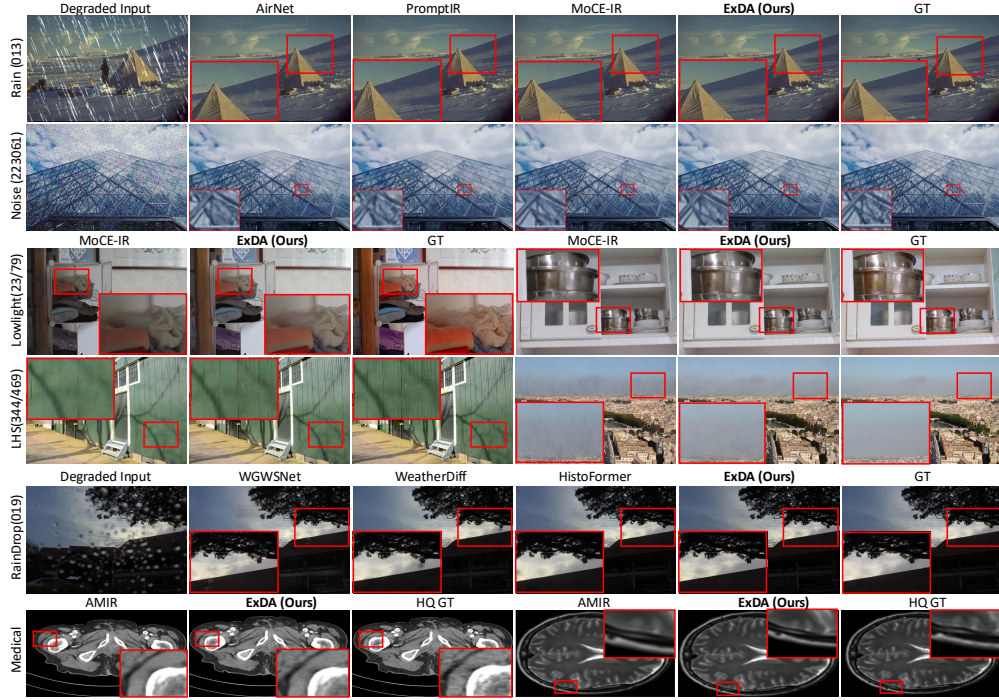 Degraded Input AirNet PromptIR MoCE-IR ExDA (Ours) GT
Rain (013)
Noise (223061)
MoCE-IR ExDA (Ours) GT MoCE-IR ExDA (Ours) GT
Lowlight(23/79)
LHS(344/469)
Degraded Input WGWSNet WeatherDiff HistoFormer ExDA (Ours) GT
RainDrop(019)
AMIR ExDA (Ours) HQ GT AMIR ExDA (Ours) HQ GT
Medical